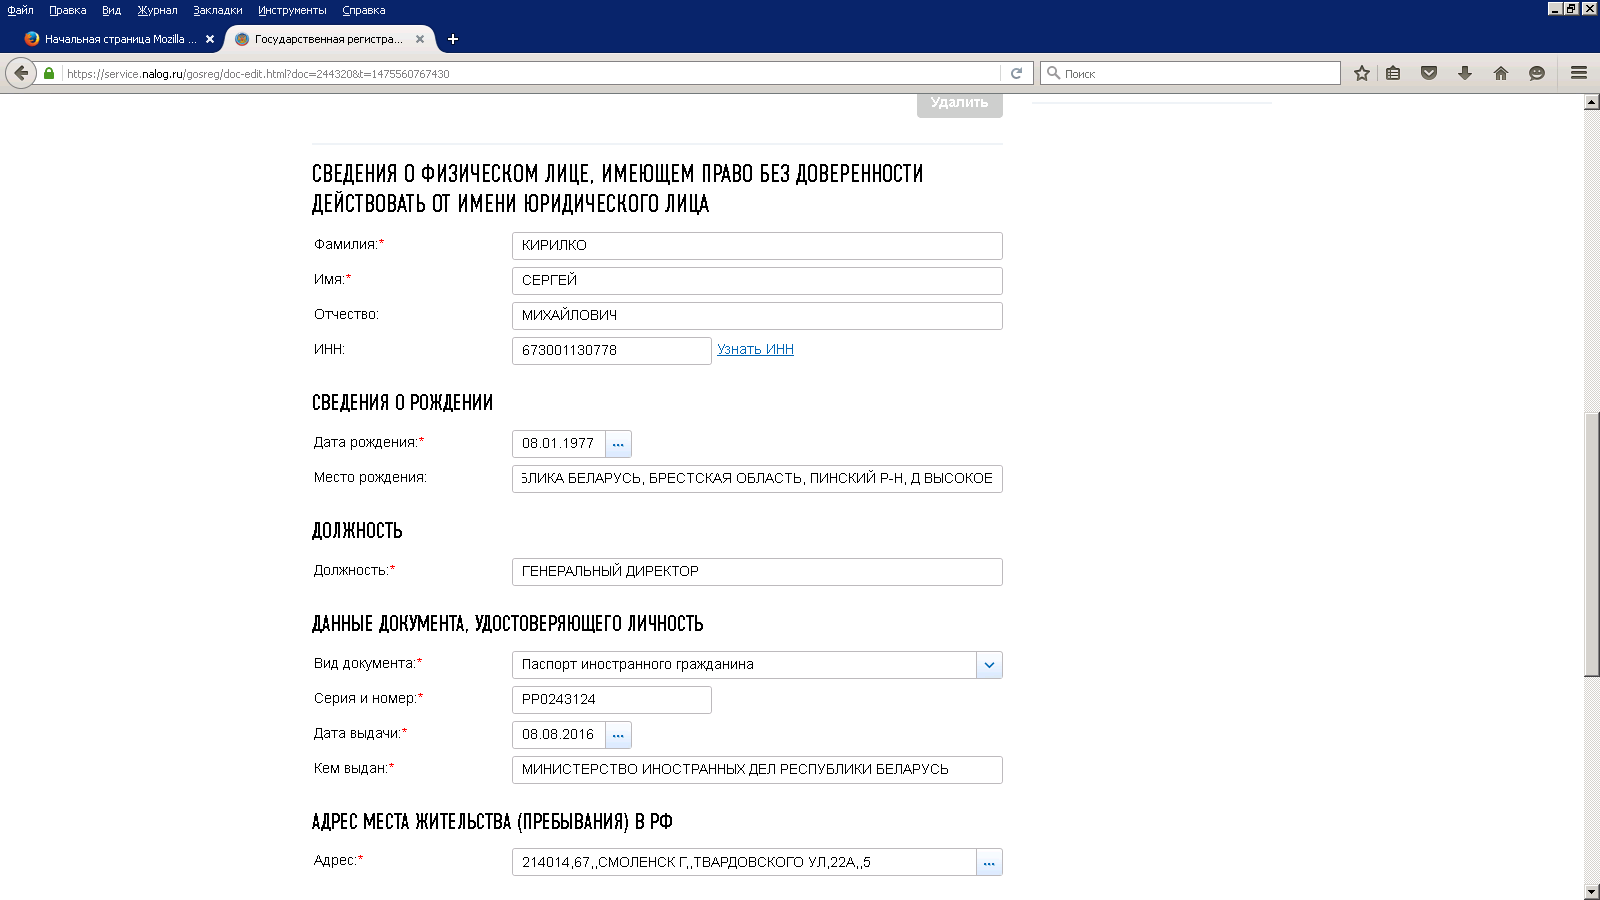 Файл Правка Вид Журнал Закладки Инструменты Справка
Начальная страница Mozilla ... Государственная регистра...
https://service.nalog.ru/gosreg/doc-edit.html?doc=244320&t=1475560767430 Поиск
Удалить
СВЕДЕНИЯ О ФИЗИЧЕСКОМ ЛИЦЕ, ИМЕЮЩЕМ ПРАВО БЕЗ ДОВЕРЕННОСТИ
ДЕЙСТВОВАТЬ ОТ ИМЕНИ ЮРИДИЧЕСКОГО ЛИЦА
Фамилия:* КИРИЛКО
Имя:* СЕРГЕЙ
Отчество: МИХАЙЛОВИЧ
ИНН: 673001130778 Узнать ИНН
СВЕДЕНИЯ О РОЖДЕНИИ
Дата рождения:* 08.01.1977 ...
Место рождения: БЛИКА БЕЛАРУСЬ, БРЕСТСКАЯ ОБЛАСТЬ, ПИНСКИЙ Р-Н, Д ВЫСОКОЕ
ДОЛЖНОСТЬ
Должность:* ГЕНЕРАЛЬНЫЙ ДИРЕКТОР
ДАННЫЕ ДОКУМЕНТА, УДОСТОВЕРЯЮЩЕГО ЛИЧНОСТЬ
Вид документа:* Паспорт иностранного гражданина
Серия и номер:* PP0243124
Дата выдачи:* 08.08.2016 ...
Кем выдан:* МИНИСТЕРСТВО ИНОСТРАННЫХ ДЕЛ РЕСПУБЛИКИ БЕЛАРУСЬ
АДРЕС МЕСТА ЖИТЕЛЬСТВА (ПРЕБЫВАНИЯ) В РФ
Адрес:* 214014,67,,СМОЛЕНСК Г,,ТВАРДОВСКОГО УЛ,22А,,5 ...